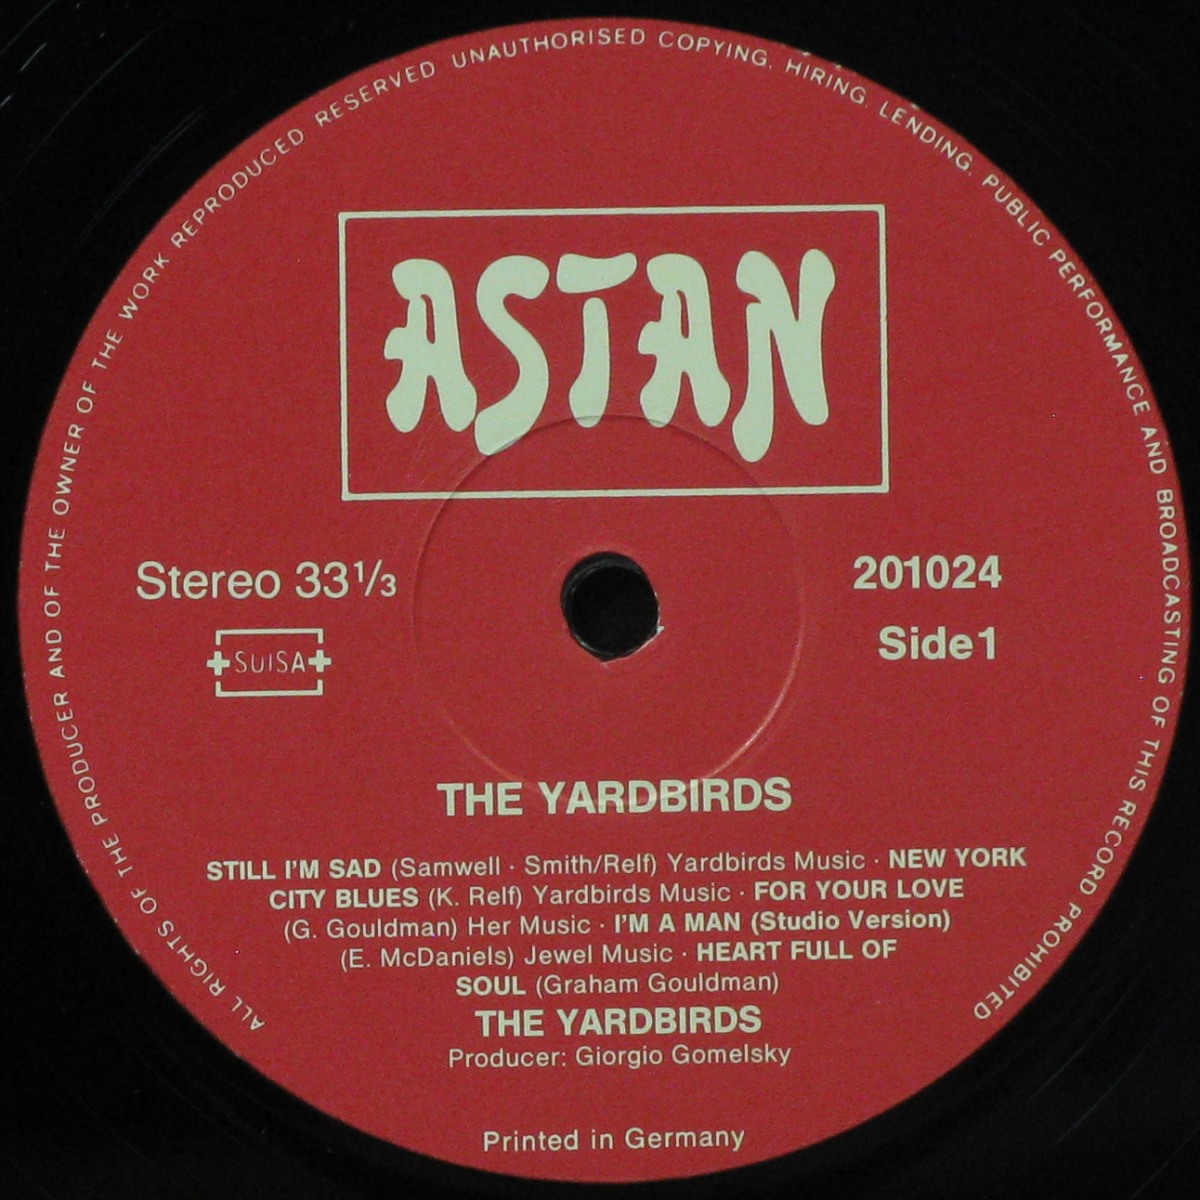 ALL RIGHTS OF THE PRODUCER AND OF THE OWNER OF THE WORK REPRODUCED RESERVED UNAUTHORISED COPYING, HIRING, LENDING, PUBLIC PERFORMANCE AND BROADCASTING OF THIS RECORD PROHIBITED
ASTAN
Stereo 33⅓
201024
SUISA
Side 1
THE YARDBIRDS
STILL I'M SAD (Samwell · Smith/Relf) Yardbirds Music · NEW YORK
CITY BLUES (K. Relf) Yardbirds Music · FOR YOUR LOVE
(G. Gouldman) Her Music · I'M A MAN (Studio Version)
(E. McDaniels) Jewel Music · HEART FULL OF
SOUL (Graham Gouldman)
THE YARDBIRDS
Producer: Giorgio Gomelsky
Printed in Germany